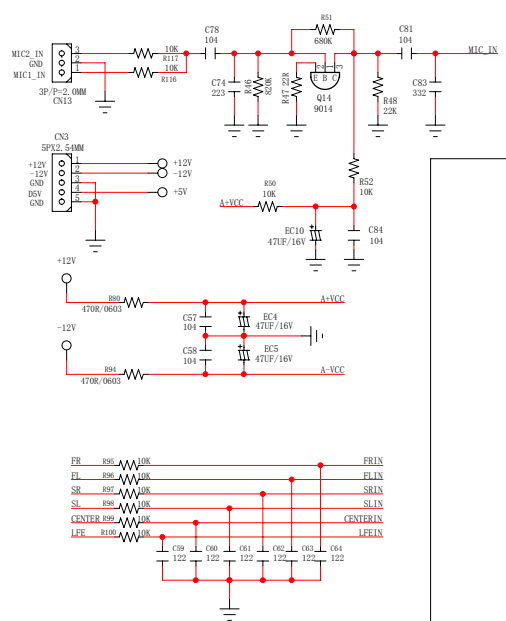 R51
680K
C78
104
C81
104
MIC2_IN 3
GND 2
MIC1_IN 1
10K
R117
10K
R116
3P/P=2.0MM
CN13
C74
223
R46
820K
R47 22R
E B C
2 1 3
Q14
9014
R48
22K
C83
332
MIC_IN
CN3
5PX2.54MM
+12V 1 +12V
-12V 2 -12V
GND 3
D5V 4 +5V
GND 5
R52
10K
A+VCC R50
10K
EC10
47UF/16V
C84
104
+12V
R80
470R/0603
A+VCC
C57
104
EC4
47UF/16V
-12V
C58
104
EC5
47UF/16V
R94
470R/0603
A-VCC
FR R95 10K FRIN
FL R96 10K FLIN
SR R97 10K SRIN
SL R98 10K SLIN
CENTER R99 10K CENTERIN
LFE R100 10K LFEIN
C59 C60 C61 C62 C63 C64
122 122 122 122 122 122